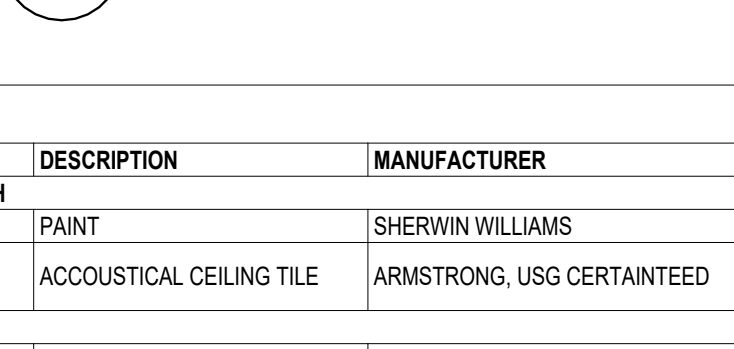 DESCRIPTION MANUFACTURER
H
PAINT SHERWIN WILLIAMS
ACCOUSTICAL CEILING TILE ARMSTRONG, USG CERTAINTEED